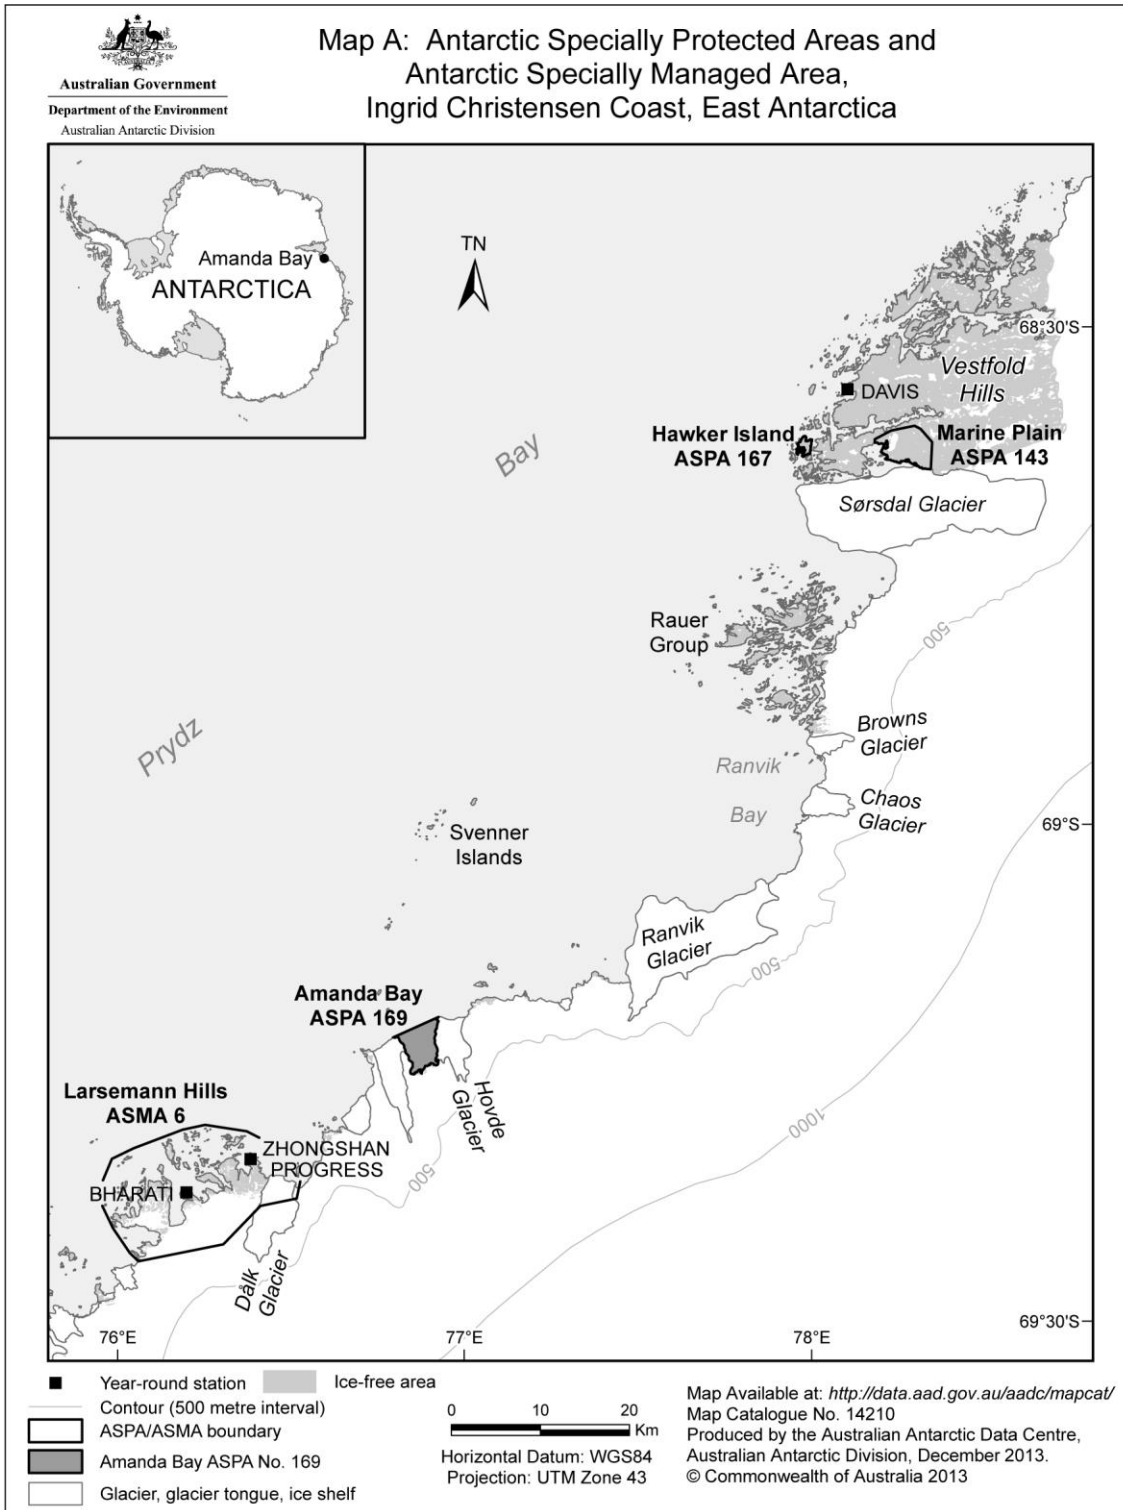 Australian Government
Department of the Environment
Australian Antarctic Division
Map A: Antarctic Specially Protected Areas and
Antarctic Specially Managed Area,
Ingrid Christensen Coast, East Antarctica
Amanda Bay
ANTARCTICA
TN
68°30'S
Vestfold
Hills
DAVIS
Hawker Island
ASPA 167
Marine Plain
ASPA 143
Bay
Sørsdal Glacier
Rauer
Group
500
Browns
Glacier
Prydz
Ranvik
Bay
Chaos
Glacier
69°S
Svenner
Islands
Ranvik
Glacier
500
Amanda Bay
ASPA 169
Hovde
Glacier
1000
Larsemann Hills
ASMA 6
ZHONGSHAN
PROGRESS
BHARATI
500
Dålk
Glacier
69°30'S
76°E
77°E
78°E
Year-round station
Ice-free area
Contour (500 metre interval)
ASPA/ASMA boundary
Amanda Bay ASPA No. 169
Glacier, glacier tongue, ice shelf
0 10 20
Km
Horizontal Datum: WGS84
Projection: UTM Zone 43
Map Available at: http://data.aad.gov.au/aadc/mapcat/
Map Catalogue No. 14210
Produced by the Australian Antarctic Data Centre,
Australian Antarctic Division, December 2013.
© Commonwealth of Australia 2013